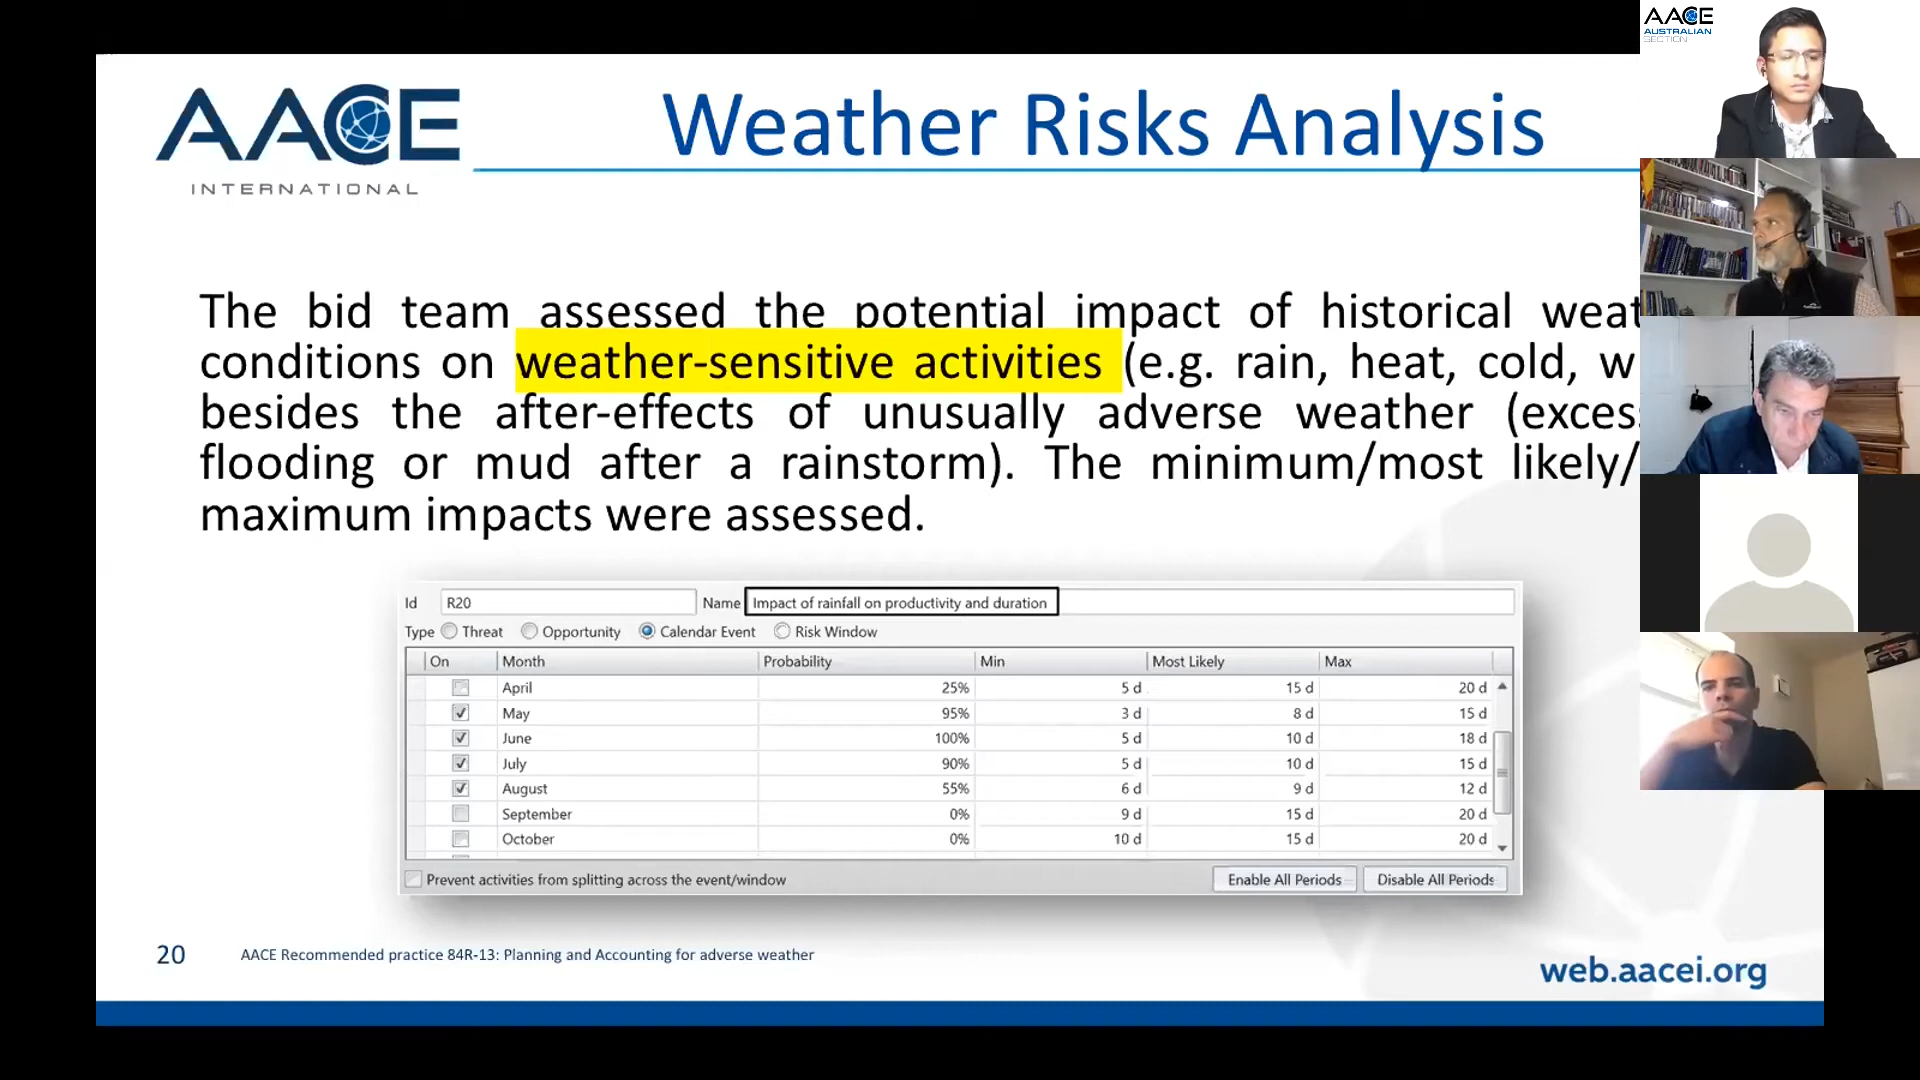 AACE
INTERNATIONAL
Weather Risks Analysis
AACE
AUSTRALIAN
SECTION
The bid team assessed the potential impact of historical
conditions on weather-sensitive activities (e.g. rain, heat, cold,
besides the after-effects of unusually adverse weather
flooding or mud after a rainstorm). The minimum/most likely/
maximum impacts were assessed.
Id R20 Name Impact of rainfall on productivity and duration
Type Threat Opportunity Calendar Event Risk Window
On Month Probability Min Most Likely Max
April 25% 5 d 15 d 20 d
May 95% 3 d 8 d 15 d
June 100% 5 d 10 d 18 d
July 90% 5 d 10 d 15 d
August 55% 6 d 9 d 12 d
September 0% 9 d 15 d 20 d
October 0% 10 d 15 d 20 d
Prevent activities from splitting across the event/window Enable All Periods Disable All Periods
20 AACE Recommended practice 84R-13: Planning and Accounting for adverse weather
web.aacei.org